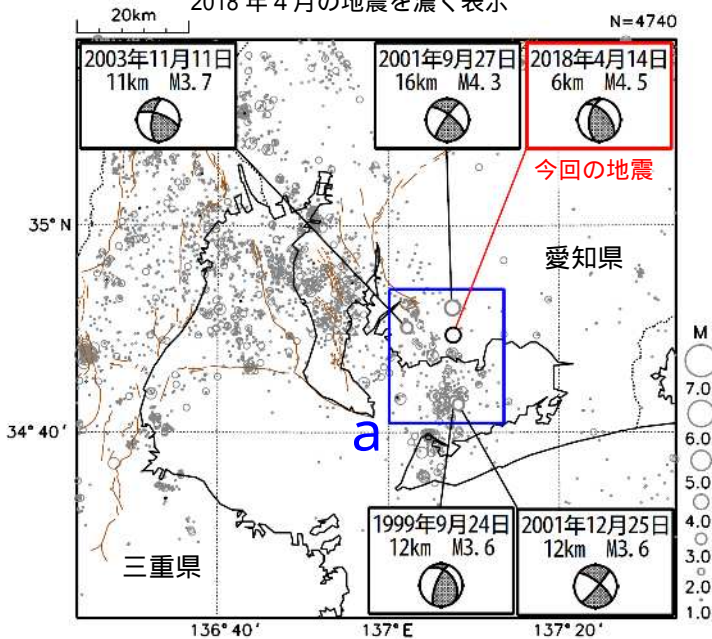 2018年4月の地震を濃く表示
20km
N=4740
2003年11月11日
11km M3.7
2001年9月27日
16km M4.3
2018年4月14日
6km M4.5
今回の地震
35°N
愛知県
M
7.0
6.0
5.0
4.0
3.0
2.0
1.0
34°40′
a
1999年9月24日
12km M3.6
2001年12月25日
12km M3.6
三重県
136°40′
137°E
137°20′